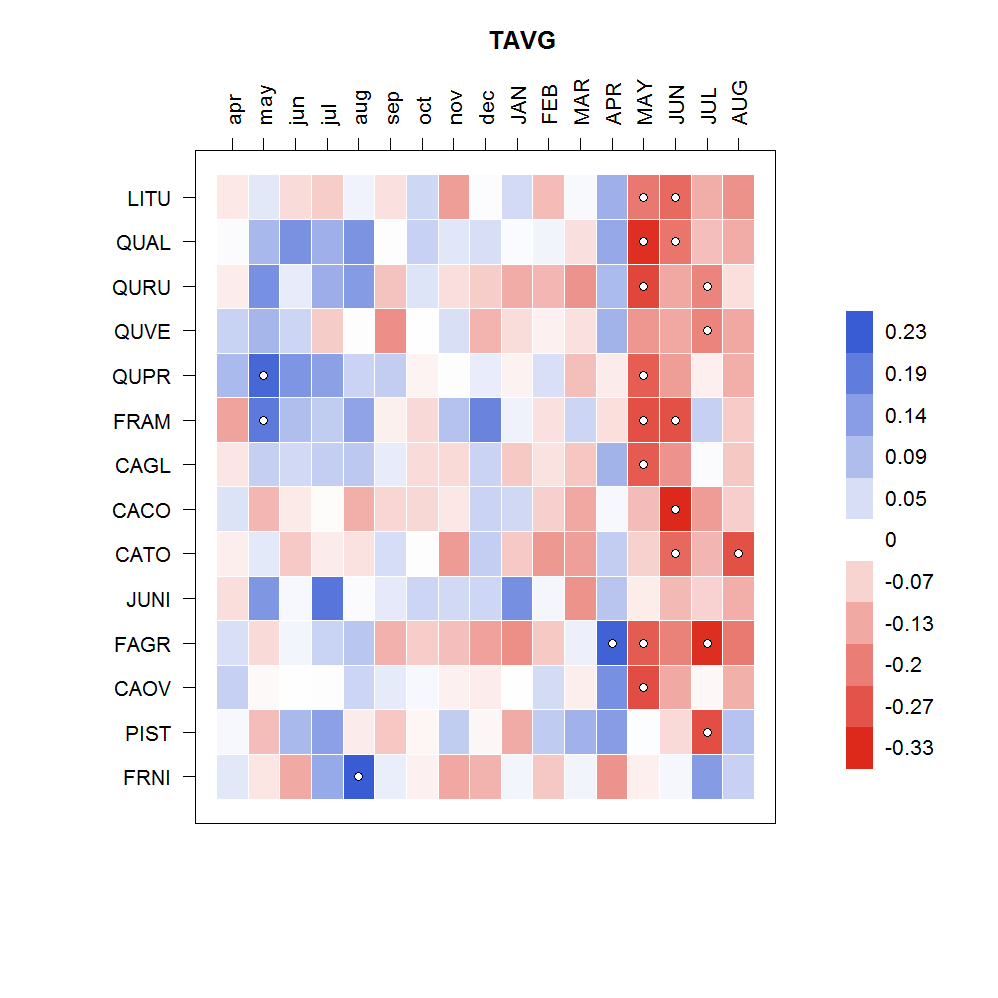 TAVG
apr may jun jul aug sep oct nov dec JAN FEB MAR APR MAY JUN JUL AUG
LITU
QUAL
QURU
QUVE
QUPR
FRAM
CAGL
CACO
CATO
JUNI
FAGR
CAOV
PIST
FRNI
0.23
0.19
0.14
0.09
0.05
0
-0.07
-0.13
-0.2
-0.27
-0.33